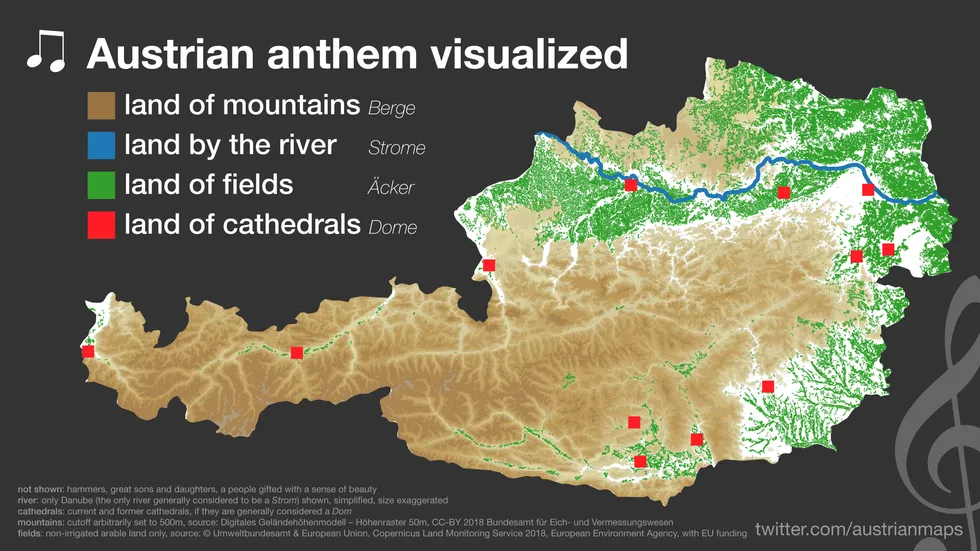 Austrian anthem visualized
land of mountains Berge
land by the river Strome
land of fields Äcker
land of cathedrals Dome
not shown: hammers, great sons and daughters, a people gifted with a sense of beauty
river: only Danube (the only river generally considered to be a Strom) shown, simplified, size exaggerated
cathedrals: current and former cathedrals, if they are generally considered a Dom
mountains: cutoff arbitrarily set to 500m, source: Digitales Geländehöhenmodell – Höhenraster 50m, CC-BY 2018 Bundesamt für Eich- und Vermessungswesen
fields: non-irrigated arable land only, source: © Umweltbundesamt & European Union, Copernicus Land Monitoring Service 2018, European Environment Agency, with EU funding
twitter.com/austrianmaps